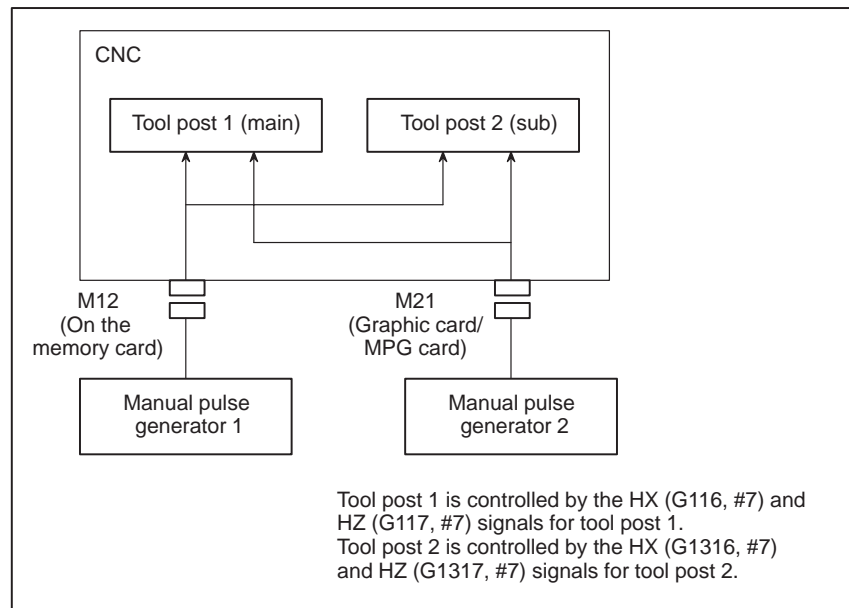 CNC
Tool post 1 (main)
Tool post 2 (sub)
M12
(On the
memory card)
M21
(Graphic card/
MPG card)
Manual pulse
generator 1
Manual pulse
generator 2
Tool post 1 is controlled by the HX (G116, #7) and
HZ (G117, #7) signals for tool post 1.
Tool post 2 is controlled by the HX (G1316, #7)
and HZ (G1317, #7) signals for tool post 2.